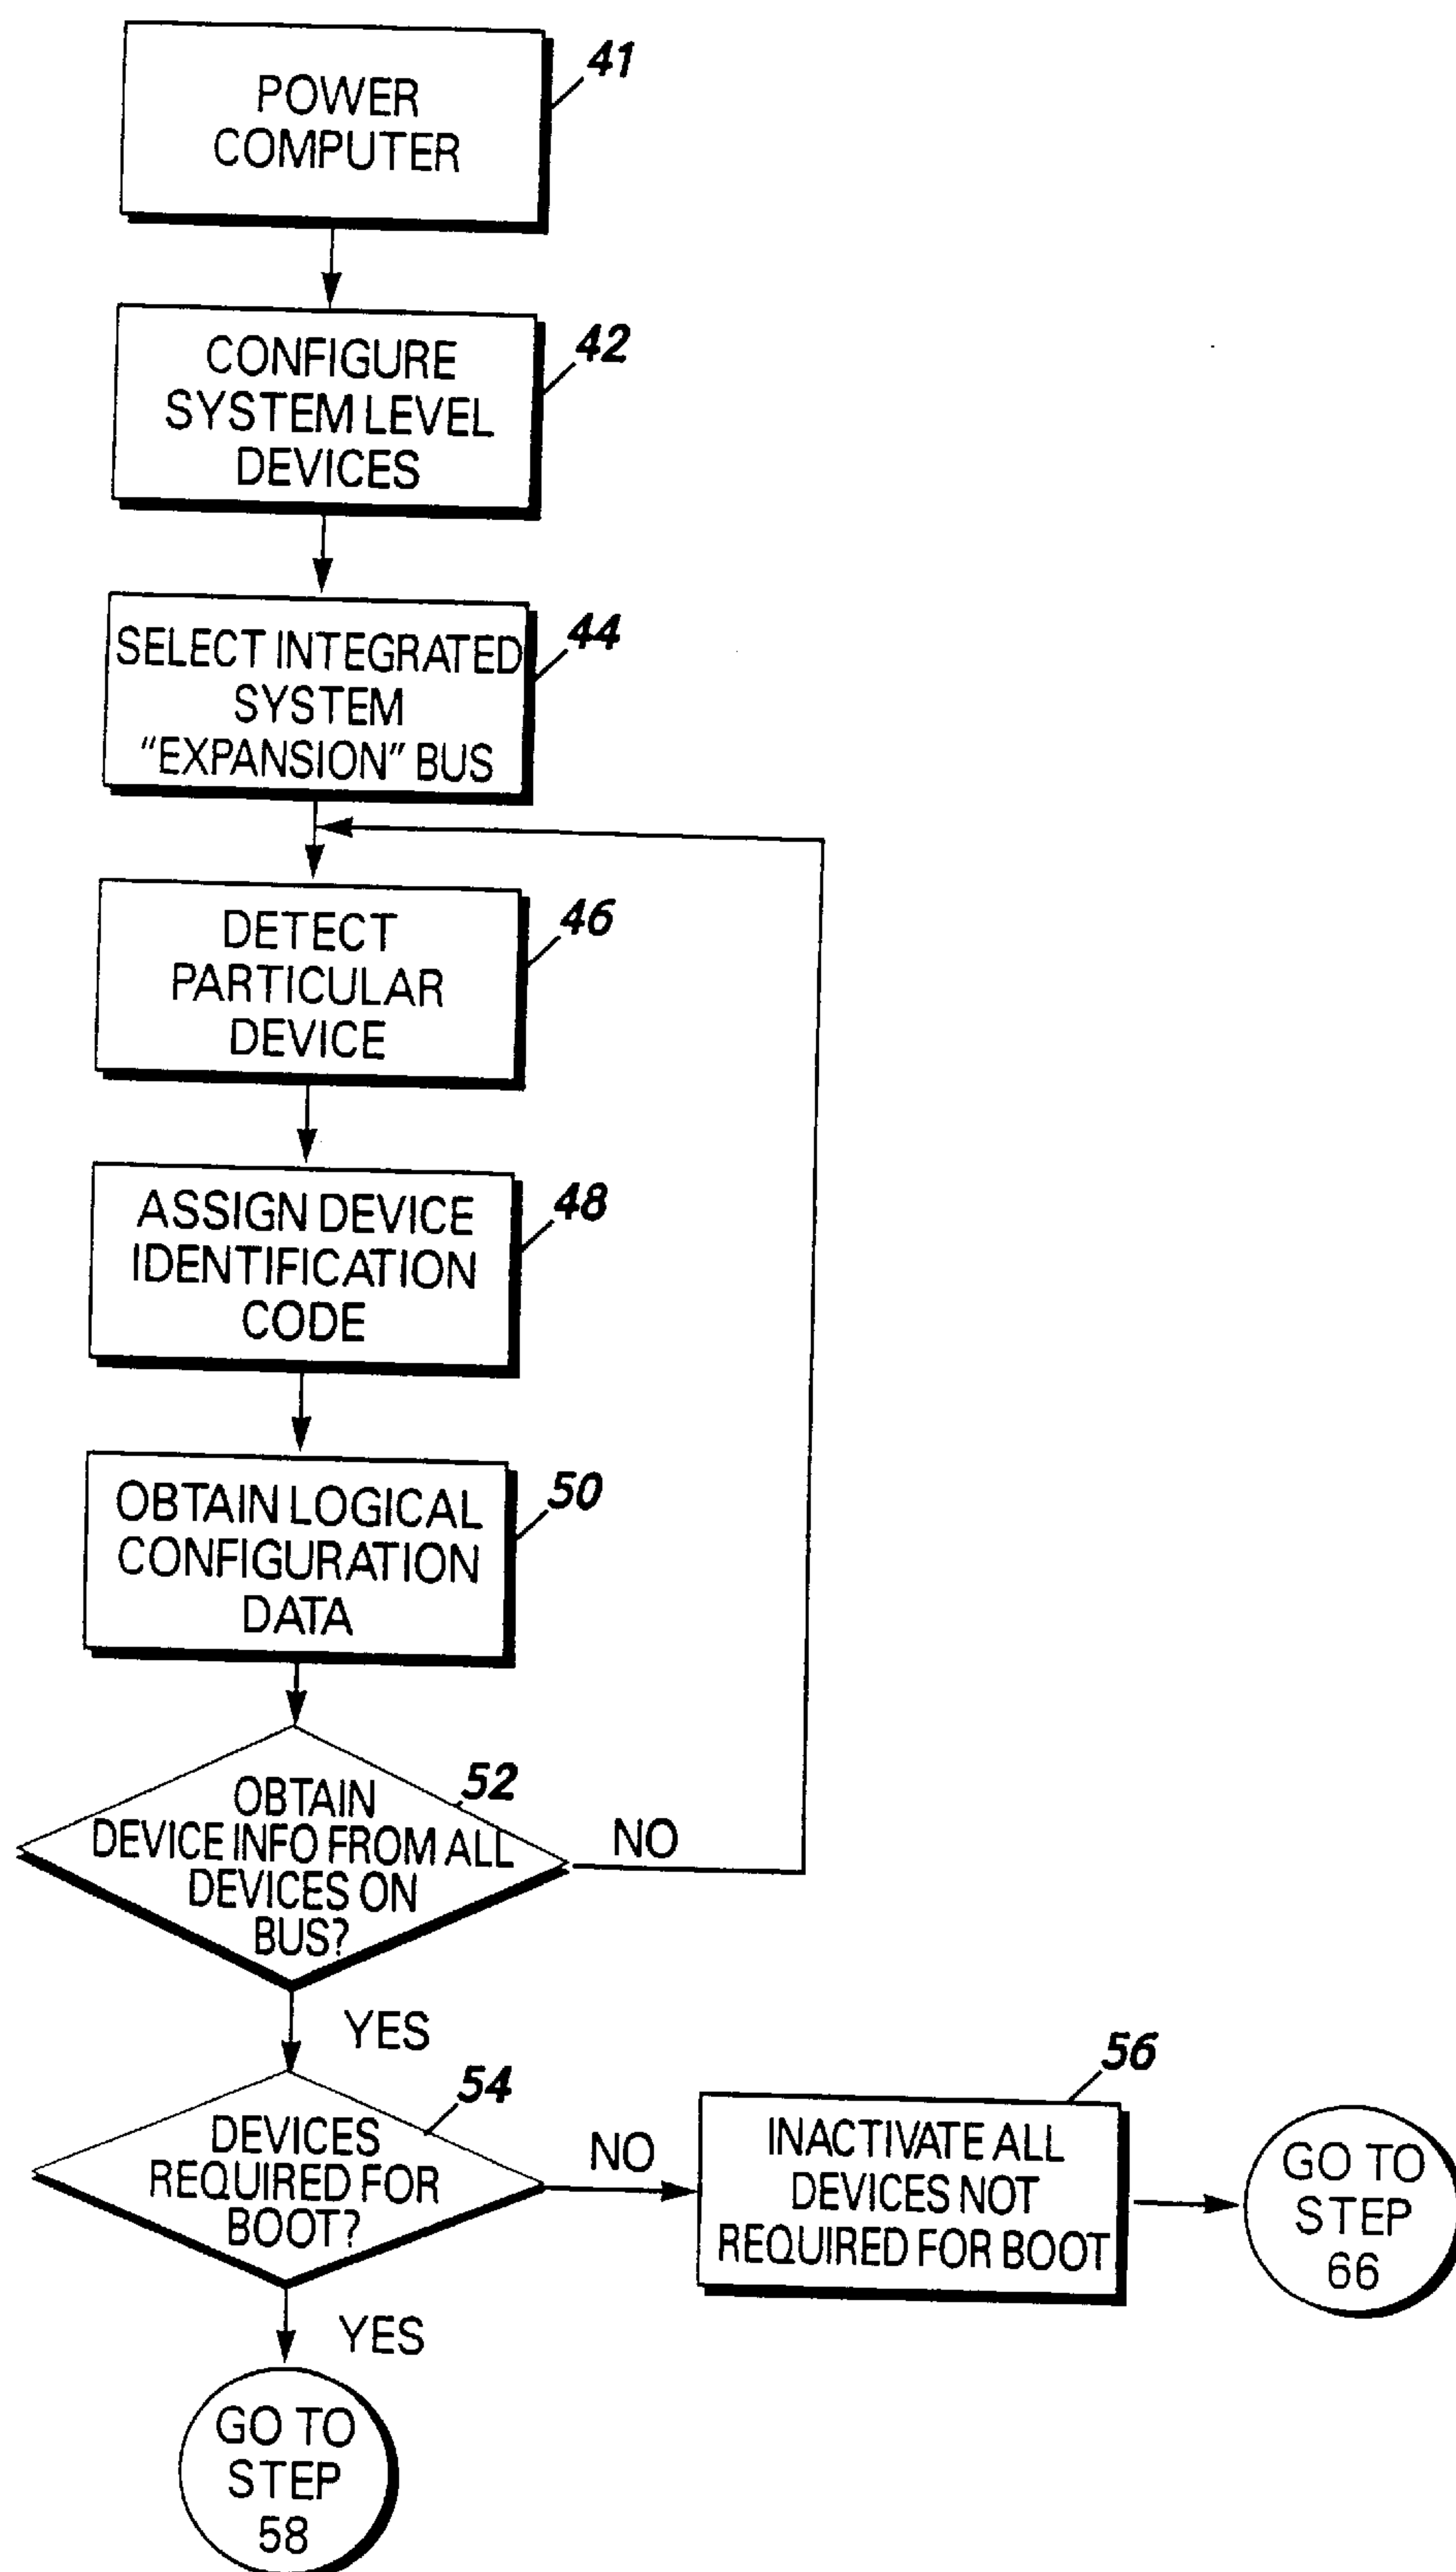 POWER
COMPUTER
41
CONFIGURE
SYSTEM LEVEL
DEVICES
42
SELECT INTEGRATED
SYSTEM
"EXPANSION" BUS
44
DETECT
PARTICULAR
DEVICE
46
ASSIGN DEVICE
IDENTIFICATION
CODE
48
OBTAIN LOGICAL
CONFIGURATION
DATA
50
OBTAIN
DEVICE INFO FROM ALL
DEVICES ON
BUS?
52
NO
YES
DEVICES
REQUIRED FOR
BOOT?
54
NO
INACTIVATE ALL
DEVICES NOT
REQUIRED FOR BOOT
56
GO TO
STEP
66
YES
GO TO
STEP
58